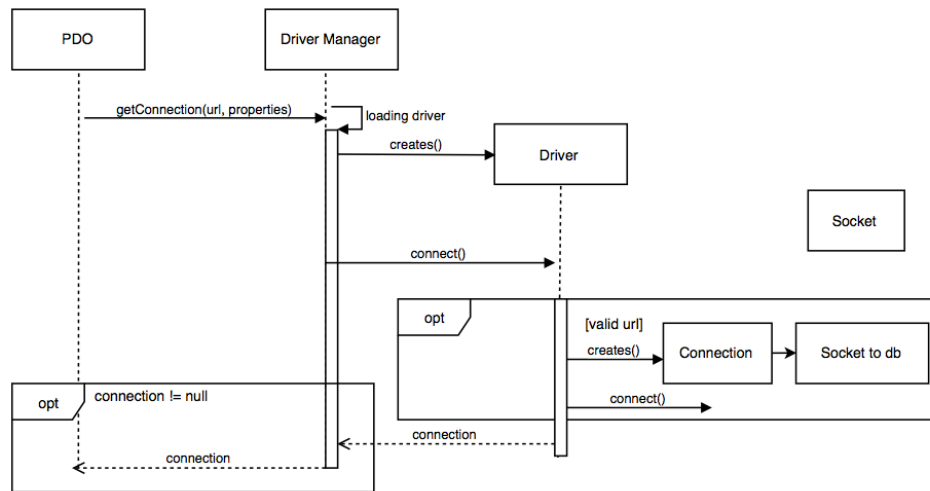 PDO
Driver Manager
getConnection(url, properties)
loading driver
creates()
Driver
Socket
connect()
opt
[valid url]
creates()
Connection
Socket to db
opt
connection != null
connect()
connection
connection